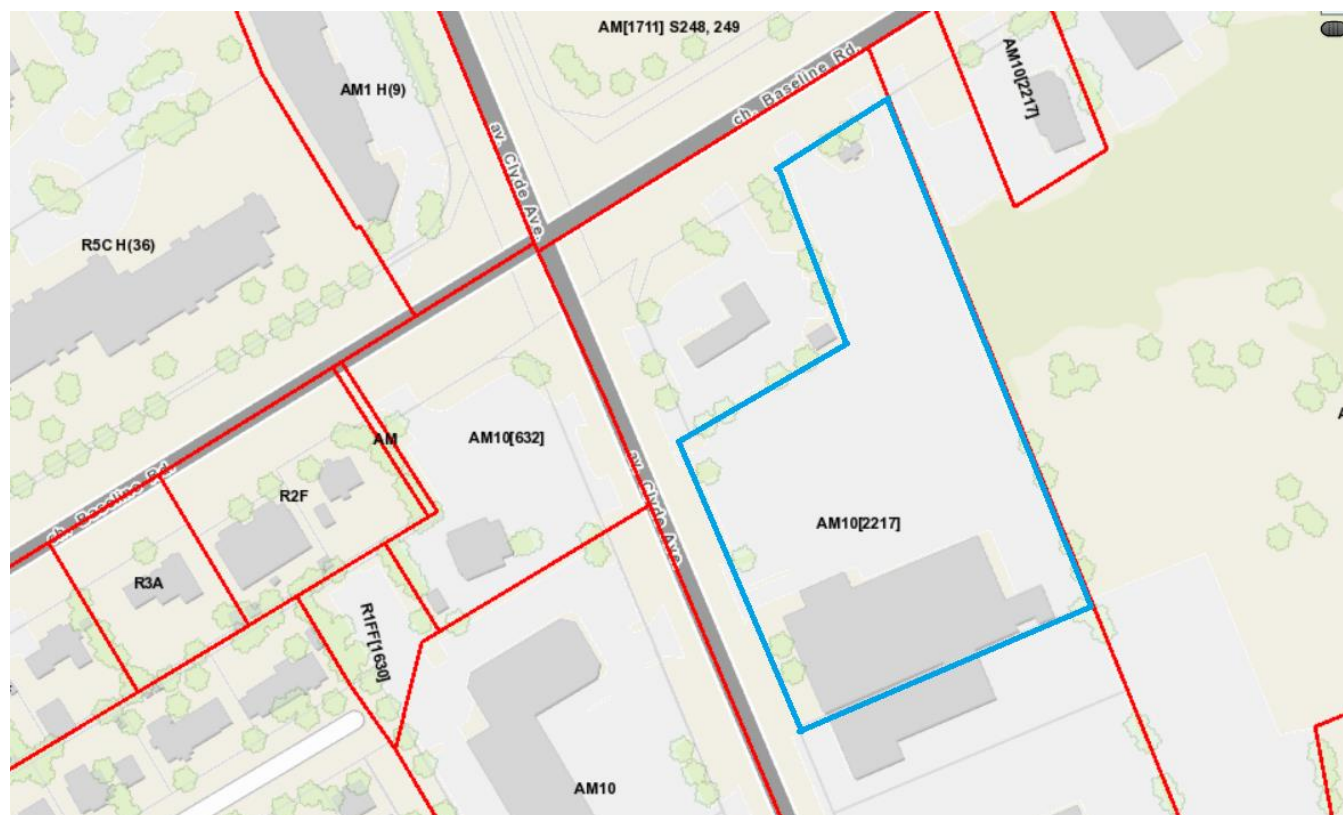 AM[1711] S248, 249
AM10[2217]
AM1 H(9)
ch. Baseline Rd.
av. Clyde Ave.
R5C H(36)
AM
AM10[632]
ch. Baseline Rd.
R2F
av. Clyde Ave.
AM10[2217]
R3A
R1FF[1630]
AM10